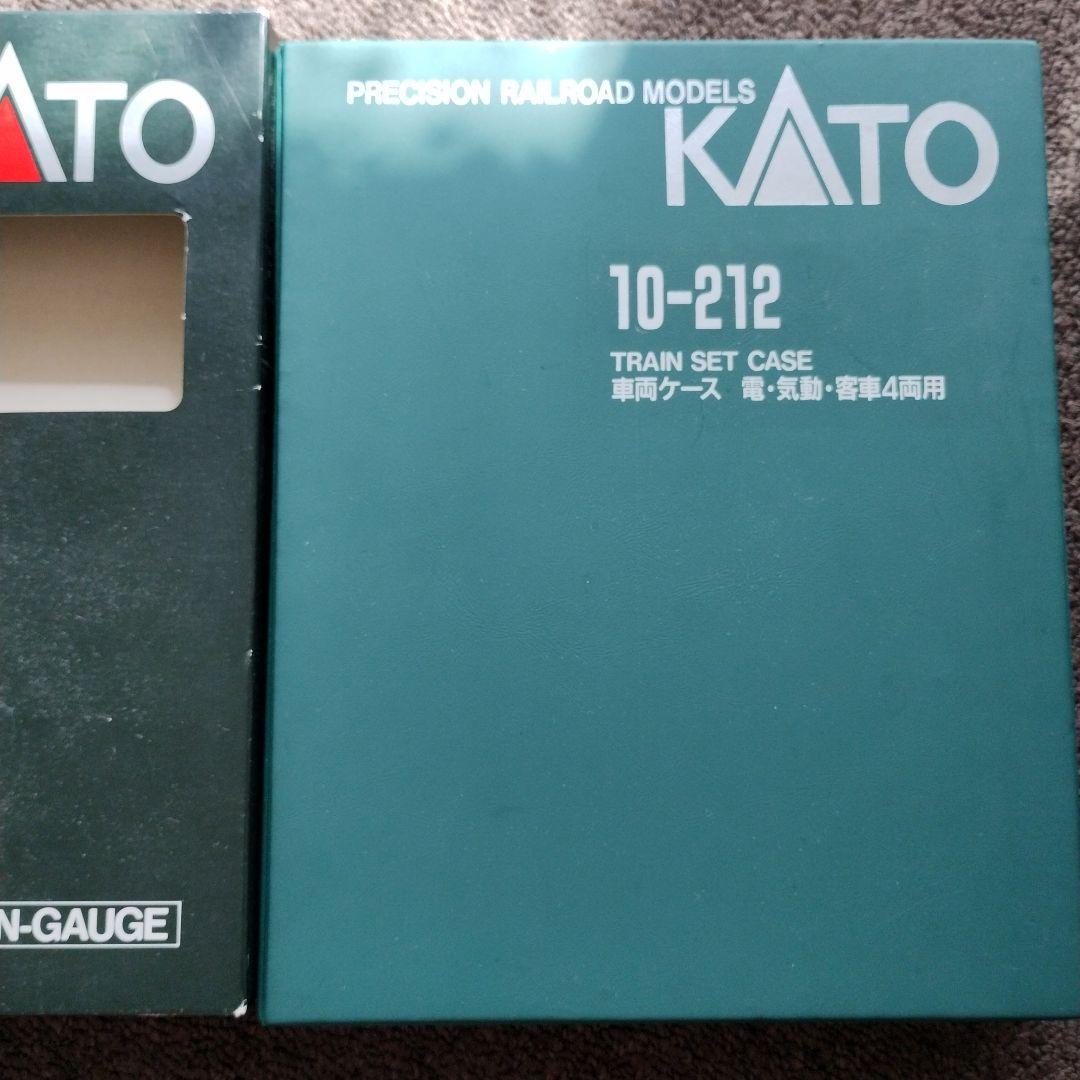 KATO
N-GAUGE
PRECISION RAILROAD MODELS
KATO
10-212
TRAIN SET CASE
車両ケース 電・気動・客車4両用